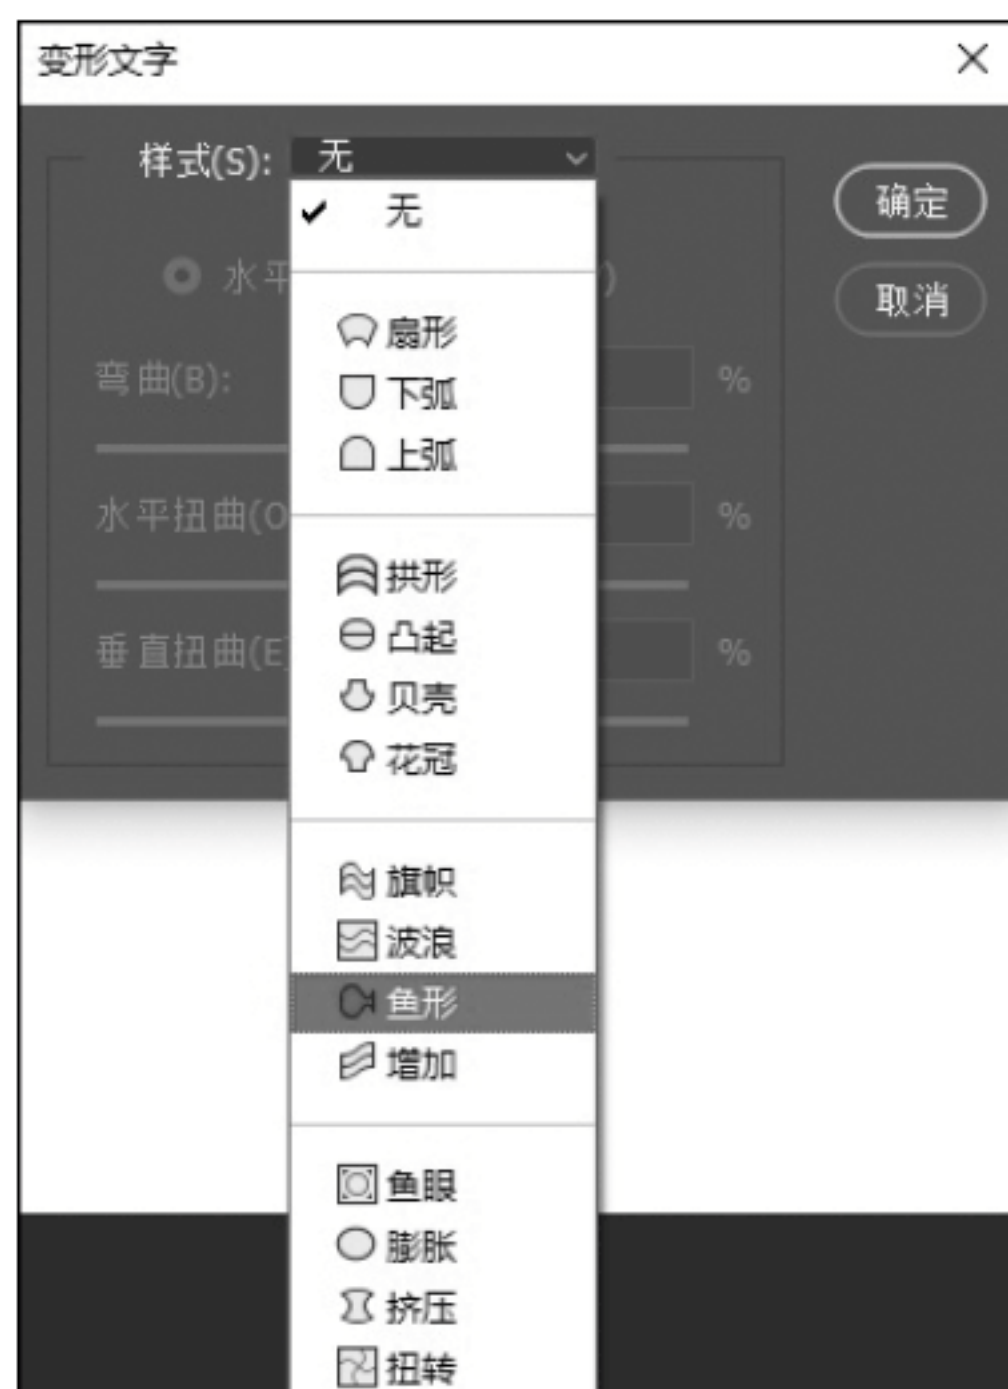 变形文字
样式(S): 无
无
水平 )
扇形
弯曲(B): %
下弧
上弧
水平扭曲(O %
拱形
凸起
垂直扭曲(E) %
贝壳
花冠
旗帜
波浪
鱼形
增加
鱼眼
膨胀
挤压
扭转
确定
取消